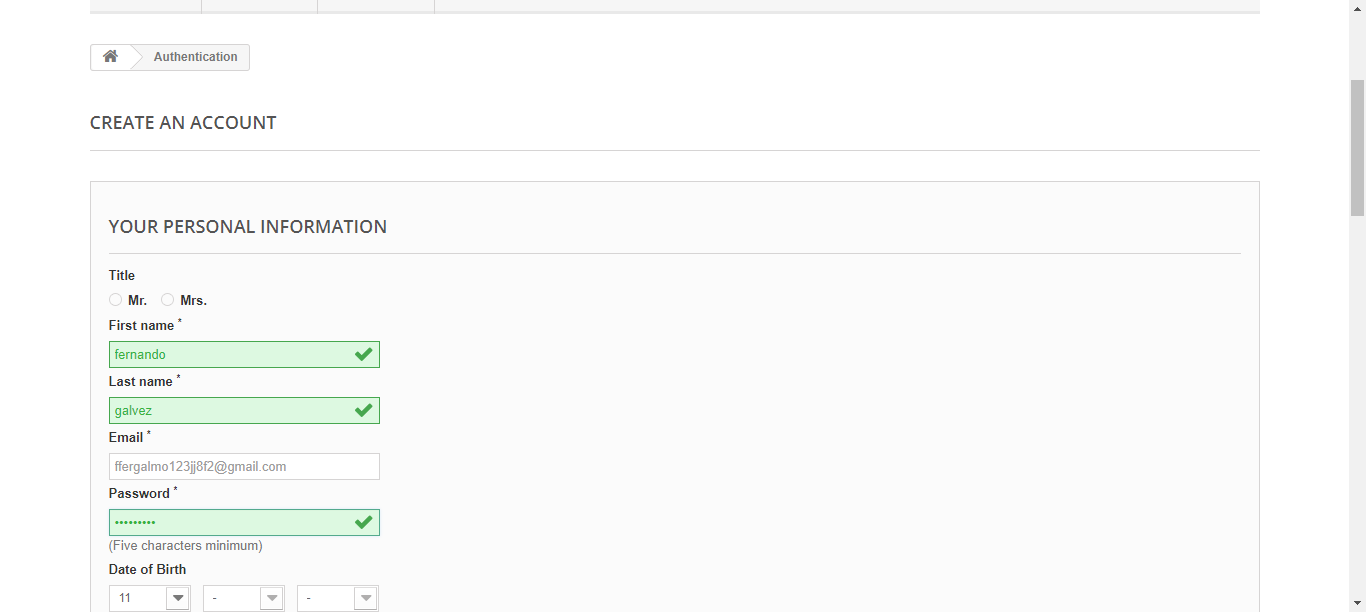 Authentication
CREATE AN ACCOUNT
YOUR PERSONAL INFORMATION
Title
Mr. Mrs.
First name *
fernando
Last name *
galvez
Email *
ffergalmo123jj8f2@gmail.com
Password *
•••••••••
(Five characters minimum)
Date of Birth
11 - -